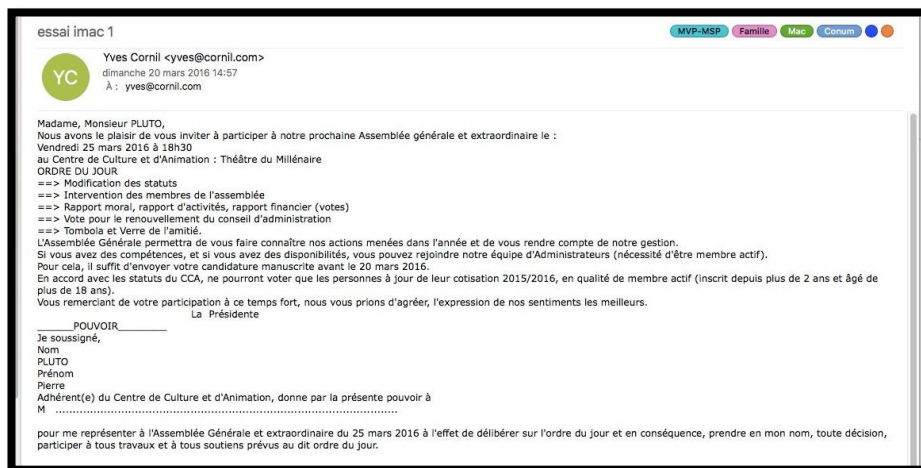 essai imac 1
MVP-MSP Famille Mac Conum
YC
Yves Cornil <yves@cornil.com>
dimanche 20 mars 2016 14:57
À : yves@cornil.com
Madame, Monsieur PLUTO,
Nous avons le plaisir de vous inviter à participer à notre prochaine Assemblée générale et extraordinaire le :
Vendredi 25 mars 2016 à 18h30
au Centre de Culture et d'Animation : Théâtre du Millénaire
ORDRE DU JOUR
==> Modification des statuts
==> Intervention des membres de l'assemblée
==> Rapport moral, rapport d'activités, rapport financier (votes)
==> Vote pour le renouvellement du conseil d'administration
==> Tombola et Verre de l'amitié.
L'Assemblée Générale permettra de vous faire connaître nos actions menées dans l'année et de vous rendre compte de notre gestion.
Si vous avez des compétences, et si vous avez des disponibilités, vous pouvez rejoindre notre équipe d'Administrateurs (nécessité d'être membre actif).
Pour cela, il suffit d'envoyer votre candidature manuscrite avant le 20 mars 2016.
En accord avec les statuts du CCA, ne pourront voter que les personnes à jour de leur cotisation 2015/2016, en qualité de membre actif (inscrit depuis plus de 2 ans et âgé de
plus de 18 ans).
Vous remerciant de votre participation à ce temps fort, nous vous prions d'agréer, l'expression de nos sentiments les meilleurs.
La Présidente
______POUVOIR________
Je soussigné,
Nom
PLUTO
Prénom
Pierre
Adhérent(e) du Centre de Culture et d'Animation, donne par la présente pouvoir à
M ....................................................................................................
pour me représenter à l'Assemblée Générale et extraordinaire du 25 mars 2016 à l'effet de délibérer sur l'ordre du jour et en conséquence, prendre en mon nom, toute décision,
participer à tous travaux et à tous soutiens prévus au dit ordre du jour.